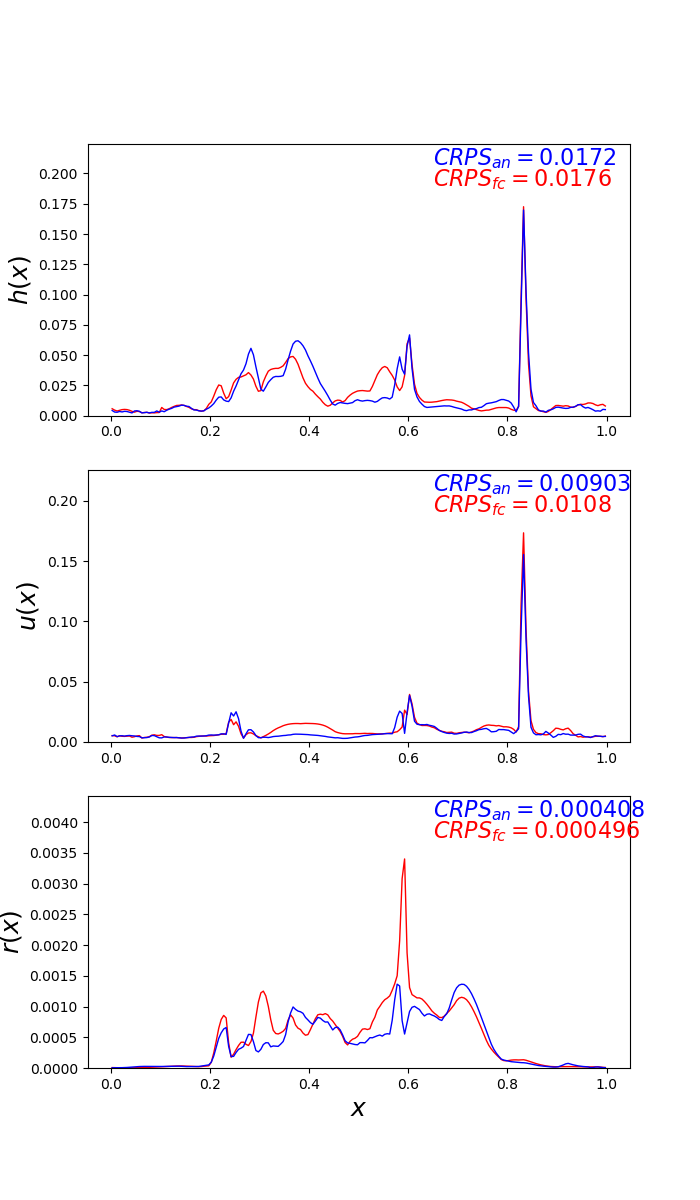 CRPS_an = 0.0172
CRPS_fc = 0.0176
0.200
0.175
0.150
0.125
0.100
0.075
0.050
0.025
0.000
h(x)
0.0 0.2 0.4 0.6 0.8 1.0
CRPS_an = 0.00903
CRPS_fc = 0.0108
0.20
0.15
0.10
0.05
0.00
u(x)
0.0 0.2 0.4 0.6 0.8 1.0
CRPS_an = 0.000408
CRPS_fc = 0.000496
0.0040
0.0035
0.0030
0.0025
0.0020
0.0015
0.0010
0.0005
0.0000
r(x)
0.0 0.2 0.4 0.6 0.8 1.0
x